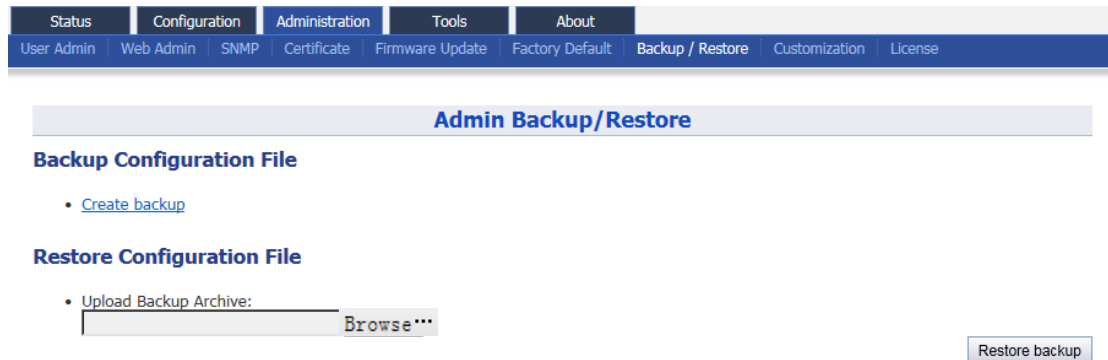 Status Configuration Administration Tools About
User Admin Web Admin SNMP Certificate Firmware Update Factory Default Backup / Restore Customization License
Admin Backup/Restore
Backup Configuration File
• Create backup
Restore Configuration File
• Upload Backup Archive:
Browse···
Restore backup